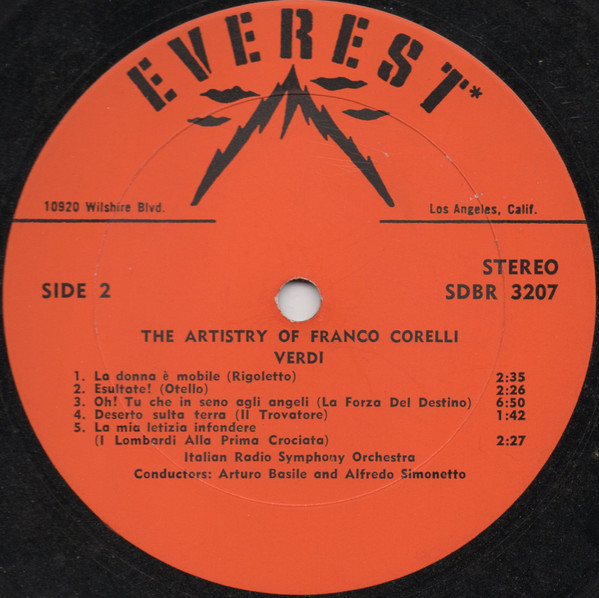 EVEREST*
10920 Wilshire Blvd.
Los Angeles, Calif.
SIDE 2
STEREO
SDBR 3207
THE ARTISTRY OF FRANCO CORELLI
VERDI
1. La donna è mobile (Rigoletto) 2:35
2. Esultate! (Otello) 2:26
3. Oh! Tu che in seno agli angeli (La Forza Del Destino) 6:50
4. Deserto sulta terra (Il Trovatore) 1:42
5. La mia letizia infondere
(I Lombardi Alla Prima Crociata) 2:27
Italian Radio Symphony Orchestra
Conductors: Arturo Basile and Alfredo Simonetto